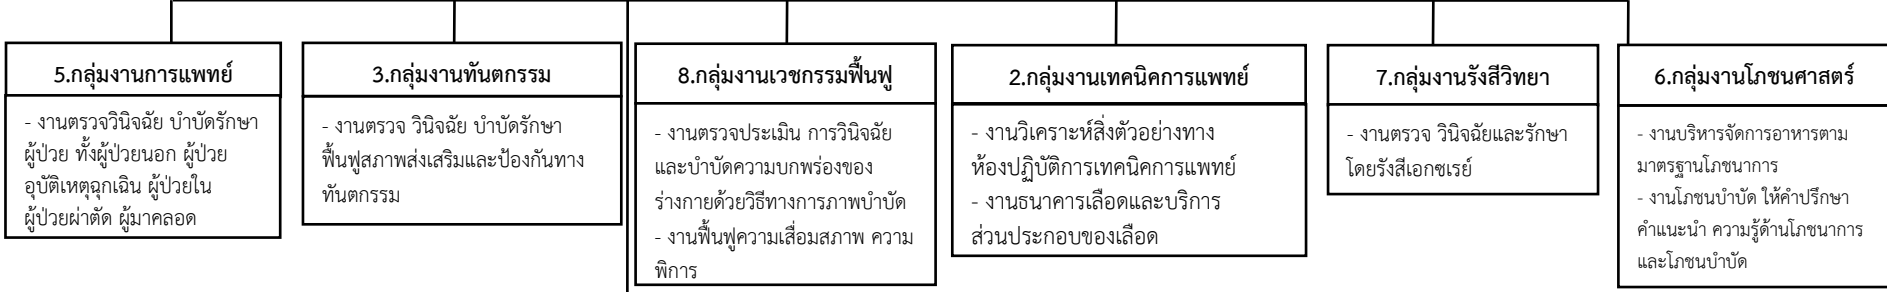 5.กลุ่มงานการแพทย์
- งานตรวจวินิจฉัย บำบัดรักษา
ผู้ป่วย ทั้งผู้ป่วยนอก ผู้ป่วย
อุบัติเหตุฉุกเฉิน ผู้ป่วยใน
ผู้ป่วยผ่าตัด ผู้มาคลอด
3.กลุ่มงานทันตกรรม
- งานตรวจ วินิจฉัย บำบัดรักษา
ฟื้นฟูสภาพส่งเสริมและป้องกันทาง
ทันตกรรม
8.กลุ่มงานเวชกรรมฟื้นฟู
- งานตรวจประเมิน การวินิจฉัย
และบำบัดความบกพร่องของ
ร่างกายด้วยวิธีทางการภาพบำบัด
- งานฟื้นฟูความเสื่อมสภาพ ความ
พิการ
2.กลุ่มงานเทคนิคการแพทย์
- งานวิเคราะห์สิ่งตัวอย่างทาง
ห้องปฏิบัติการเทคนิคการแพทย์
- งานธนาคารเลือดและบริการ
ส่วนประกอบของเลือด
7.กลุ่มงานรังสีวิทยา
- งานตรวจ วินิจฉัยและรักษา
โดยรังสีเอกซเรย์
6.กลุ่มงานโภชนศาสตร์
- งานบริหารจัดการอาหารตาม
มาตรฐานโภชนาการ
- งานโภชนบำบัด ให้คำปรึกษา
คำแนะนำ ความรู้ด้านโภชนาการ
และโภชนบำบัด